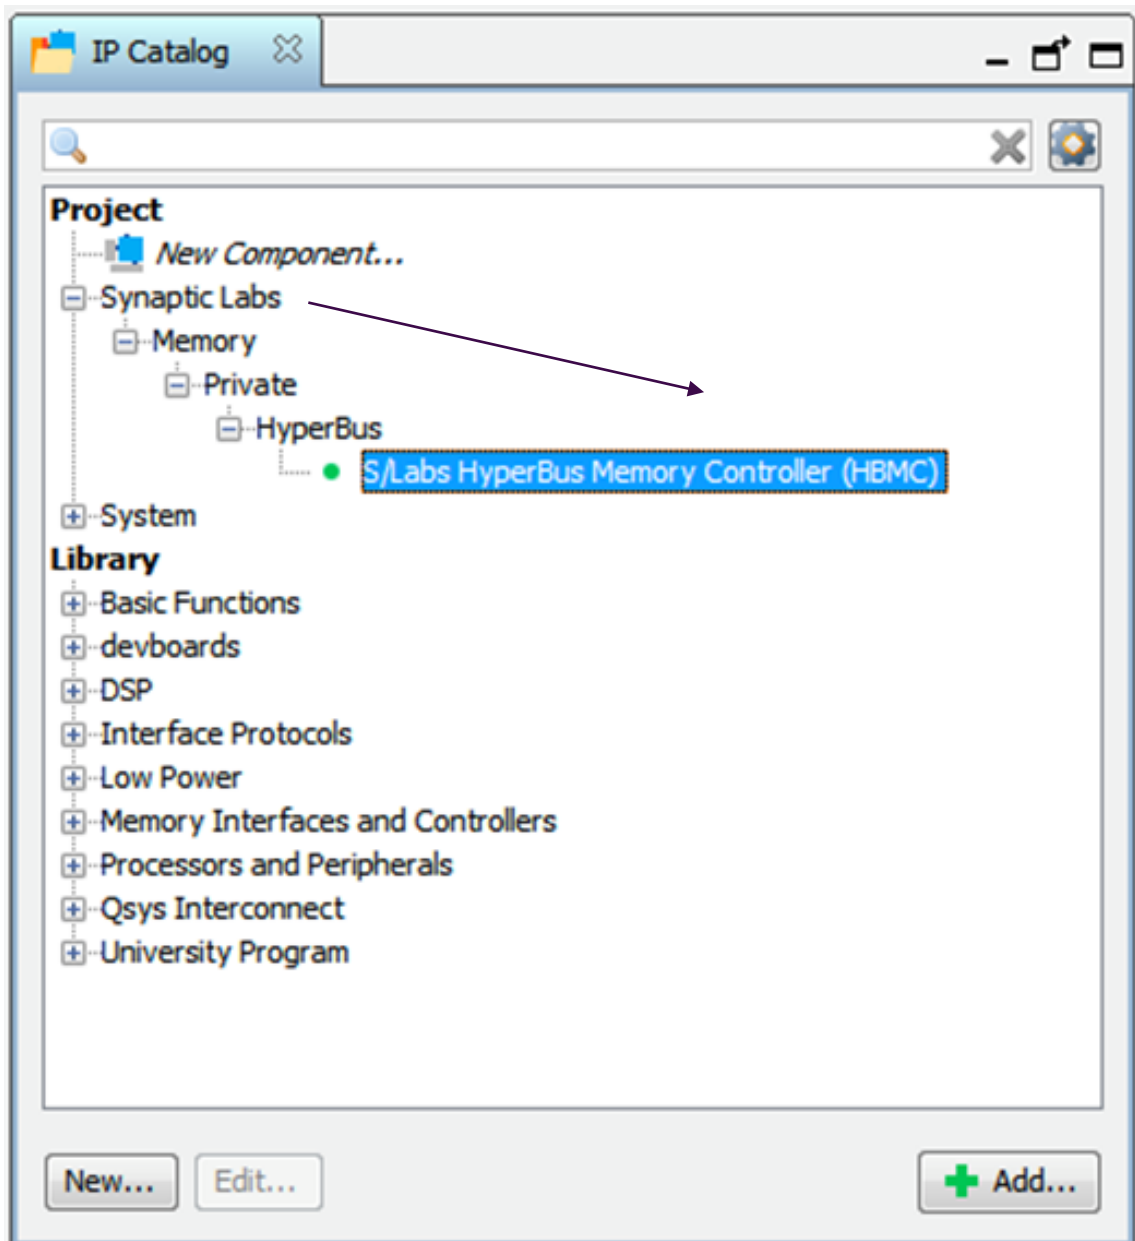 IP Catalog
Project
New Component...
Synaptic Labs
Memory
Private
HyperBus
S/Labs HyperBus Memory Controller (HBMC)
System
Library
Basic Functions
devboards
DSP
Interface Protocols
Low Power
Memory Interfaces and Controllers
Processors and Peripherals
Qsys Interconnect
University Program
New... Edit... Add...